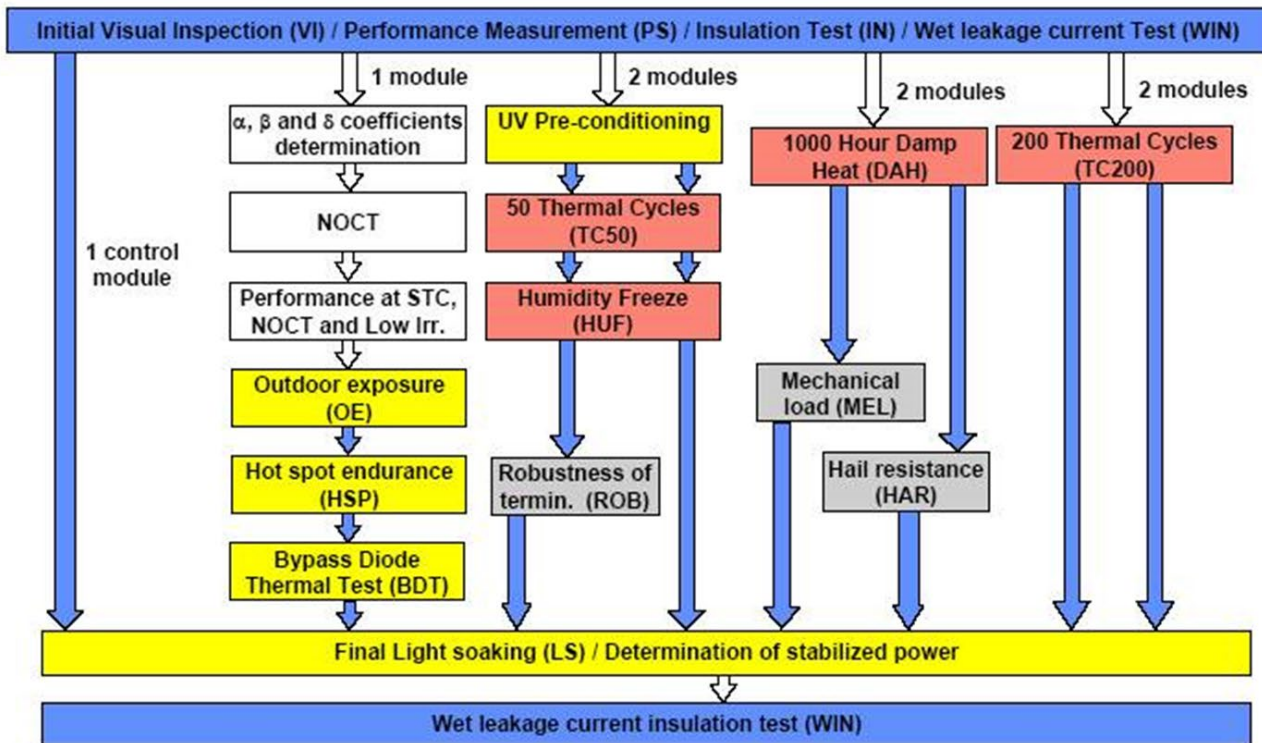 Initial Visual Inspection (VI) / Performance Measurement (PS) / Insulation Test (IN) / Wet leakage current Test (WIN)
1 control
module
1 module
α, β and δ coefficients
determination
NOCT
Performance at STC,
NOCT and Low Irr.
Outdoor exposure
(OE)
Hot spot endurance
(HSP)
Bypass Diode
Thermal Test (BDT)
2 modules
UV Pre-conditioning
50 Thermal Cycles
(TC50)
Humidity Freeze
(HUF)
Robustness of
termin. (ROB)
2 modules
1000 Hour Damp
Heat (DAH)
Mechanical
load (MEL)
Hail resistance
(HAR)
2 modules
200 Thermal Cycles
(TC200)
Final Light soaking (LS) / Determination of stabilized power
Wet leakage current insulation test (WIN)